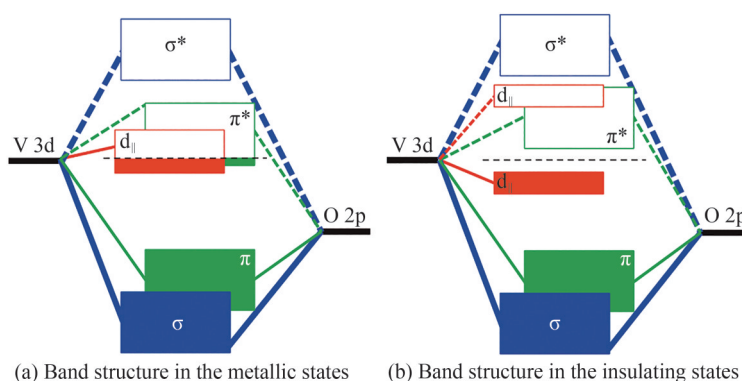 σ*
π*
d||
V 3d
O 2p
π
σ
(a) Band structure in the metallic states
σ*
d||
π*
V 3d
d||
O 2p
π
σ
(b) Band structure in the insulating states